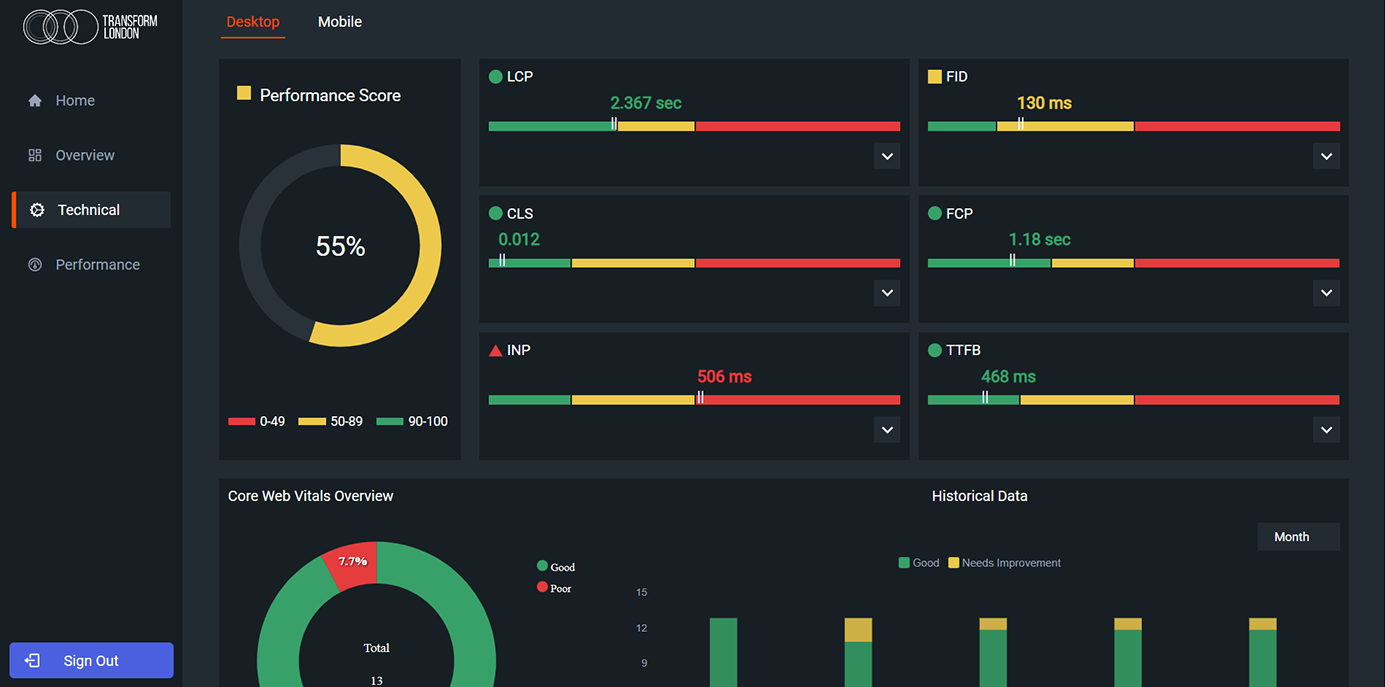 TRANSFORM
LONDON
Home
Overview
Technical
Performance
Sign Out
Desktop
Mobile
Performance Score
55%
0-49
50-89
90-100
LCP
2.367 sec
FID
130 ms
CLS
0.012
FCP
1.18 sec
INP
506 ms
TTFB
468 ms
Core Web Vitals Overview
7.7%
Total
13
Good
Poor
Historical Data
Month
Good
Needs Improvement
15
12
9